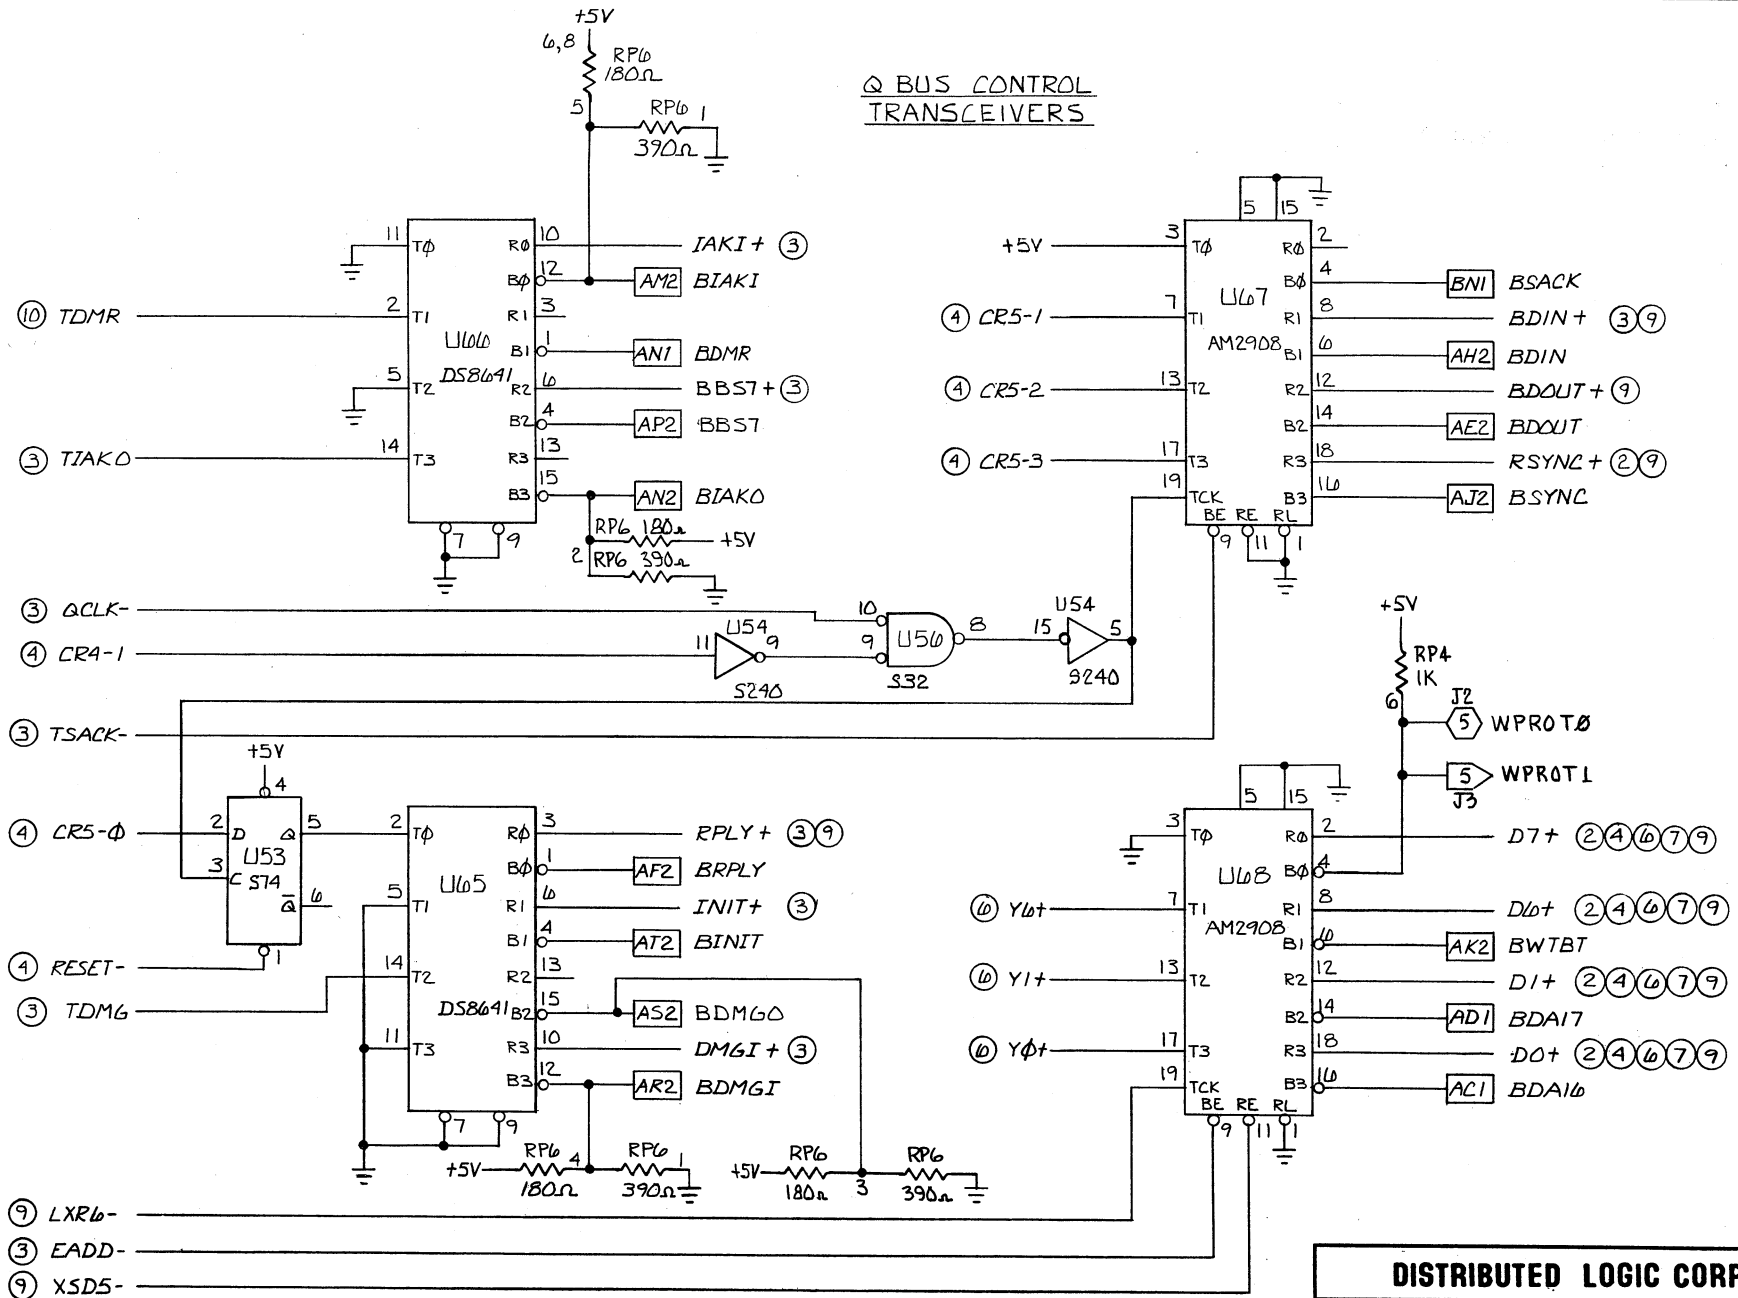 Q BUS CONTROL
TRANSCEIVERS
+5V
6,8
RP6
180Ω
5
RP6
1
390Ω
11
TØ
RØ
10
IAKI+ 3
BØ
12
AM2
BIAKI
10 TDMR
2
T1
R1
3
U66
B1
1
AN1
BDMR
DS8641
5
T2
R2
6
BBS7+ 3
B2
4
AP2
BBS7
3 TIAKO
14
T3
R3
13
B3
15
AN2
BIAKO
7
9
RP6
180Ω
+5V
2
RP6
390Ω
5
15
+5V
3
TØ
RØ
2
BØ
4
BN1
BSACK
U67
4 CR5-1
7
T1
R1
8
BDIN+ 3 9
AM2908
B1
6
AH2
BDIN
4 CR5-2
13
T2
R2
12
BDOUT+ 9
B2
14
AE2
BDOUT
4 CR5-3
17
T3
R3
18
RSYNC+ 2 9
19
TCK
B3
16
AJ2
BSYNC
BE
RE
RL
9
11
1
3 QCLK-
10
U56
8
S32
9
4 CR4-1
11
U54
9
S240
15
U54
5
S240
3 TSACK-
+5V
RP4
1K
6
J2
5
WPROTØ
5
WPROT1
J3
+5V
4
4 CR5-Ø
2
D
Q
5
U53
S74
3
C
Q
6
1
4 RESET-
3 TDMG
2
TØ
RØ
3
RPLY+ 3 9
BØ
1
AF2
BRPLY
U65
5
T1
R1
6
INIT+ 3
B1
4
AT2
BINIT
14
T2
R2
13
DS8641
B2
15
AS2
BDMGO
11
T3
R3
10
DMGI+ 3
B3
12
AR2
BDMGI
7
9
+5V
RP6
180Ω
4
RP6
390Ω
1
+5V
RP6
180Ω
3
RP6
390Ω
5
15
3
TØ
RØ
2
D7+ 2 4 6 7 9
BØ
4
U68
6 Y6+
7
T1
R1
8
D6+ 2 4 6 7 9
AM2908
B1
6
AK2
BWTBT
6 Y1+
13
T2
R2
12
D1+ 2 4 6 7 9
B2
14
AD1
BDA17
6 YØ+
17
T3
R3
18
DO+ 2 4 6 7 9
19
TCK
B3
16
AC1
BDA16
BE
RE
RL
9
11
1
9 LXR6-
3 EADD-
9 XSD5-
DISTRIBUTED LOGIC CORP